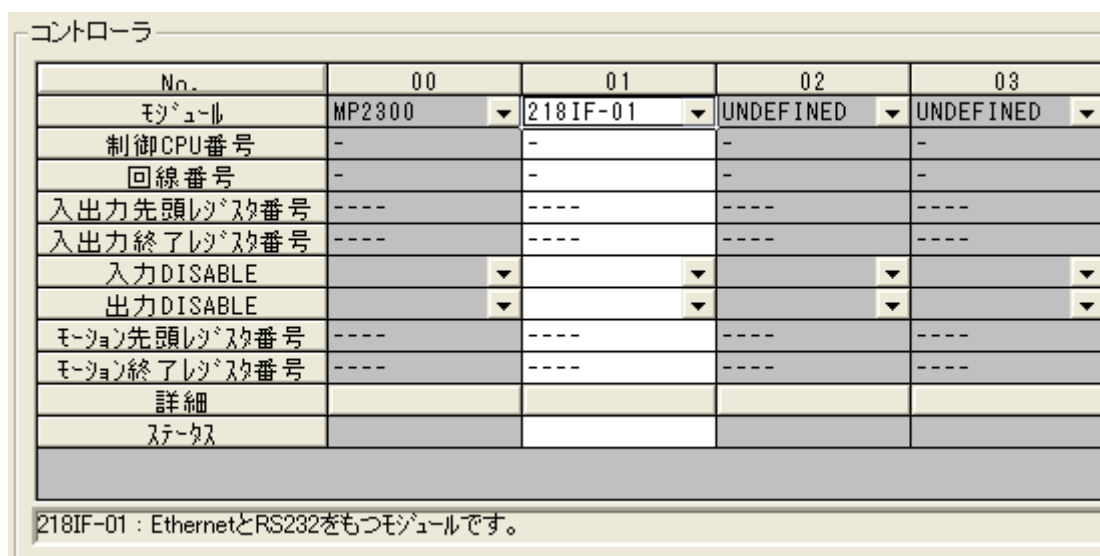 コントローラ
No. 00 01 02 03
ﾓｼﾞｭｰﾙ MP2300 218IF-01 UNDEFINED UNDEFINED
制御CPU番号 - - - -
回線番号 - - - -
入出力先頭ﾚｼﾞｽﾀ番号 ---- ---- ---- ----
入出力終了ﾚｼﾞｽﾀ番号 ---- ---- ---- ----
入力DISABLE
出力DISABLE
ﾓｰｼｮﾝ先頭ﾚｼﾞｽﾀ番号 ---- ---- ---- ----
ﾓｰｼｮﾝ終了ﾚｼﾞｽﾀ番号 ---- ---- ---- ----
詳細
ｽﾃｰﾀｽ
218IF-01 : EthernetとRS232をもつﾓｼﾞｭｰﾙです。